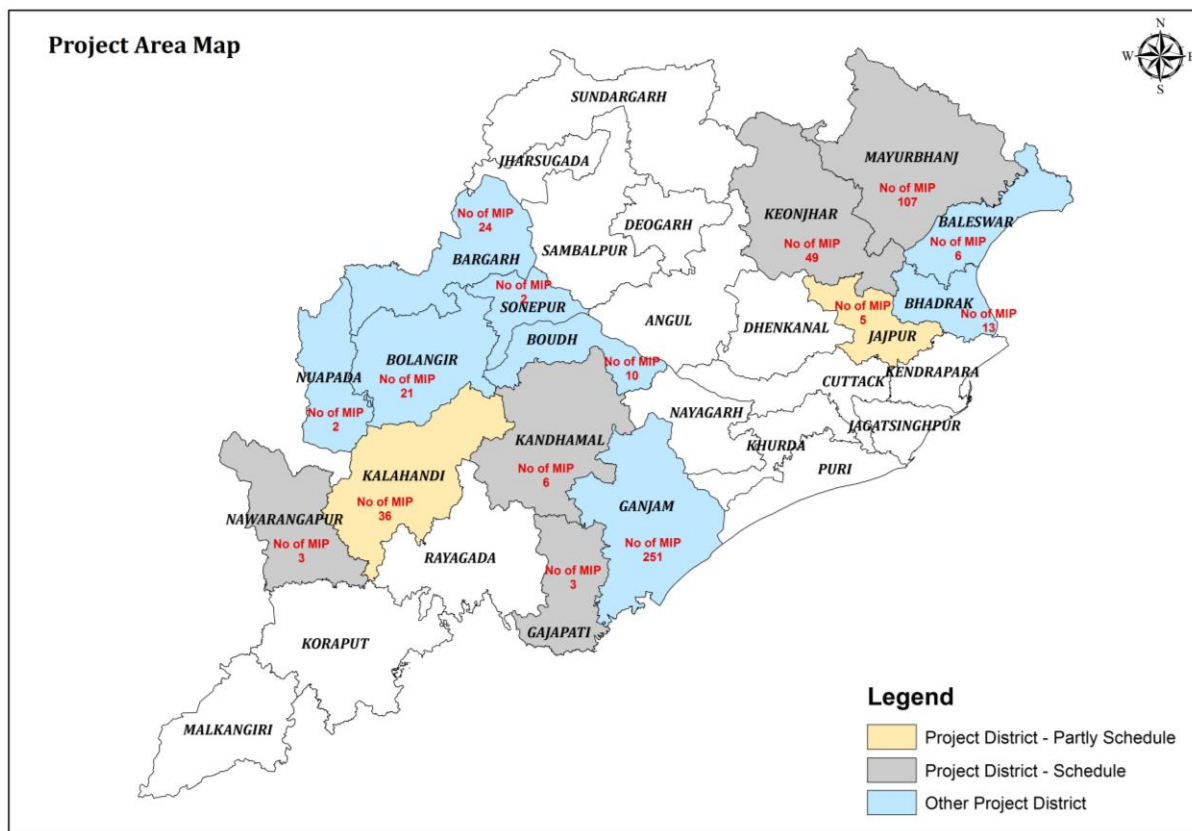 Project Area Map
N
W
E
S
SUNDARGARH
JHARSUGADA
MAYURBHANJ
No of MIP
107
KEONJHAR
No of MIP
49
DEOGARH
No of MIP
24
BARGARH
SAMBALPUR
BALESWAR
No of MIP
6
No of MIP
2
SONEPUR
BHADRAK
No of MIP
13
No of MIP
5
JAJPUR
ANGUL
DHENKANAL
BOUDH
No of MIP
10
BOLANGIR
No of MIP
21
NUAPADA
No of MIP
2
CUTTACK
KENDRAPARA
NAYAGARH
JAGATSINGHPUR
KHURDA
PURI
KANDHAMAL
No of MIP
6
KALAHANDI
No of MIP
36
GANJAM
No of MIP
251
NAWARANGAPUR
No of MIP
3
RAYAGADA
No of MIP
3
GAJAPATI
KORAPUT
MALKANGIRI
Legend
Project District - Partly Schedule
Project District - Schedule
Other Project District